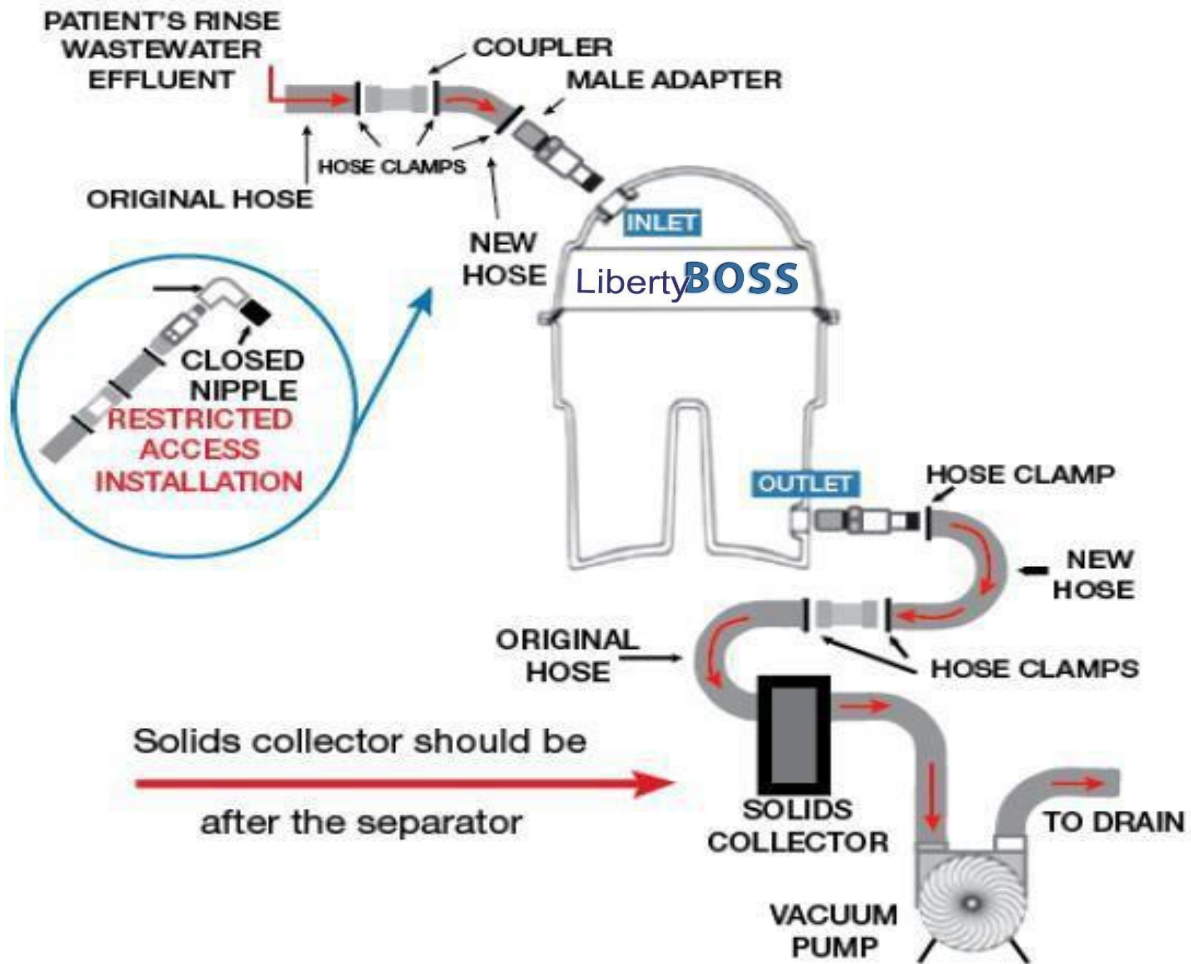 PATIENT'S RINSE
WASTEWATER
EFFLUENT
COUPLER
MALE ADAPTER
HOSE CLAMPS
ORIGINAL HOSE
NEW
HOSE
INLET
LibertyBOSS
CLOSED
NIPPLE
RESTRICTED
ACCESS
INSTALLATION
OUTLET
HOSE CLAMP
NEW
HOSE
ORIGINAL
HOSE
HOSE CLAMPS
Solids collector should be
after the separator
SOLIDS
COLLECTOR
TO DRAIN
VACUUM
PUMP